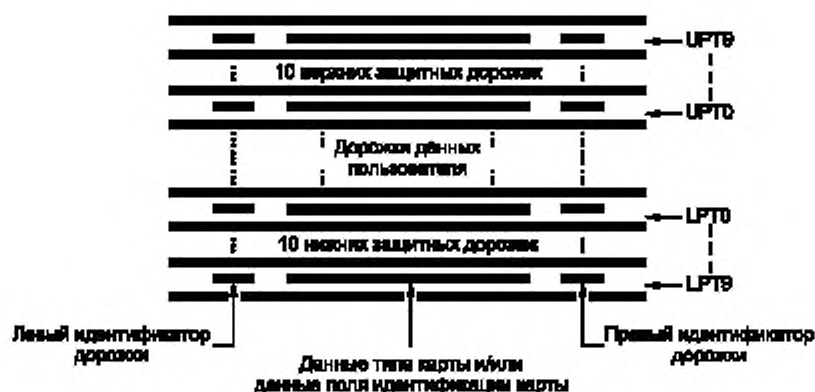 UPT9
10 верхних защитных дорожек
UPT0
Дорожки данных
пользователя
LPT0
10 нижних защитных дорожек
LPT9
Левый идентификатор
дорожки
Правый идентификатор
дорожки
Данные типа карты и/или
данные поля идентификации карты